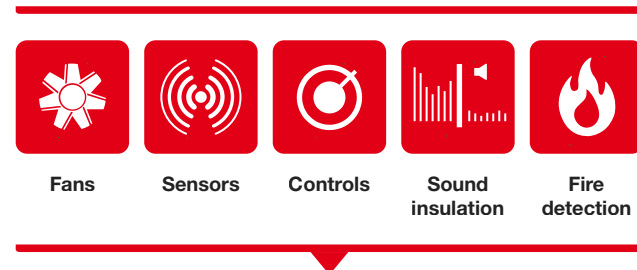 Fans
Sensors
Controls
Sound
insulation
Fire
detection